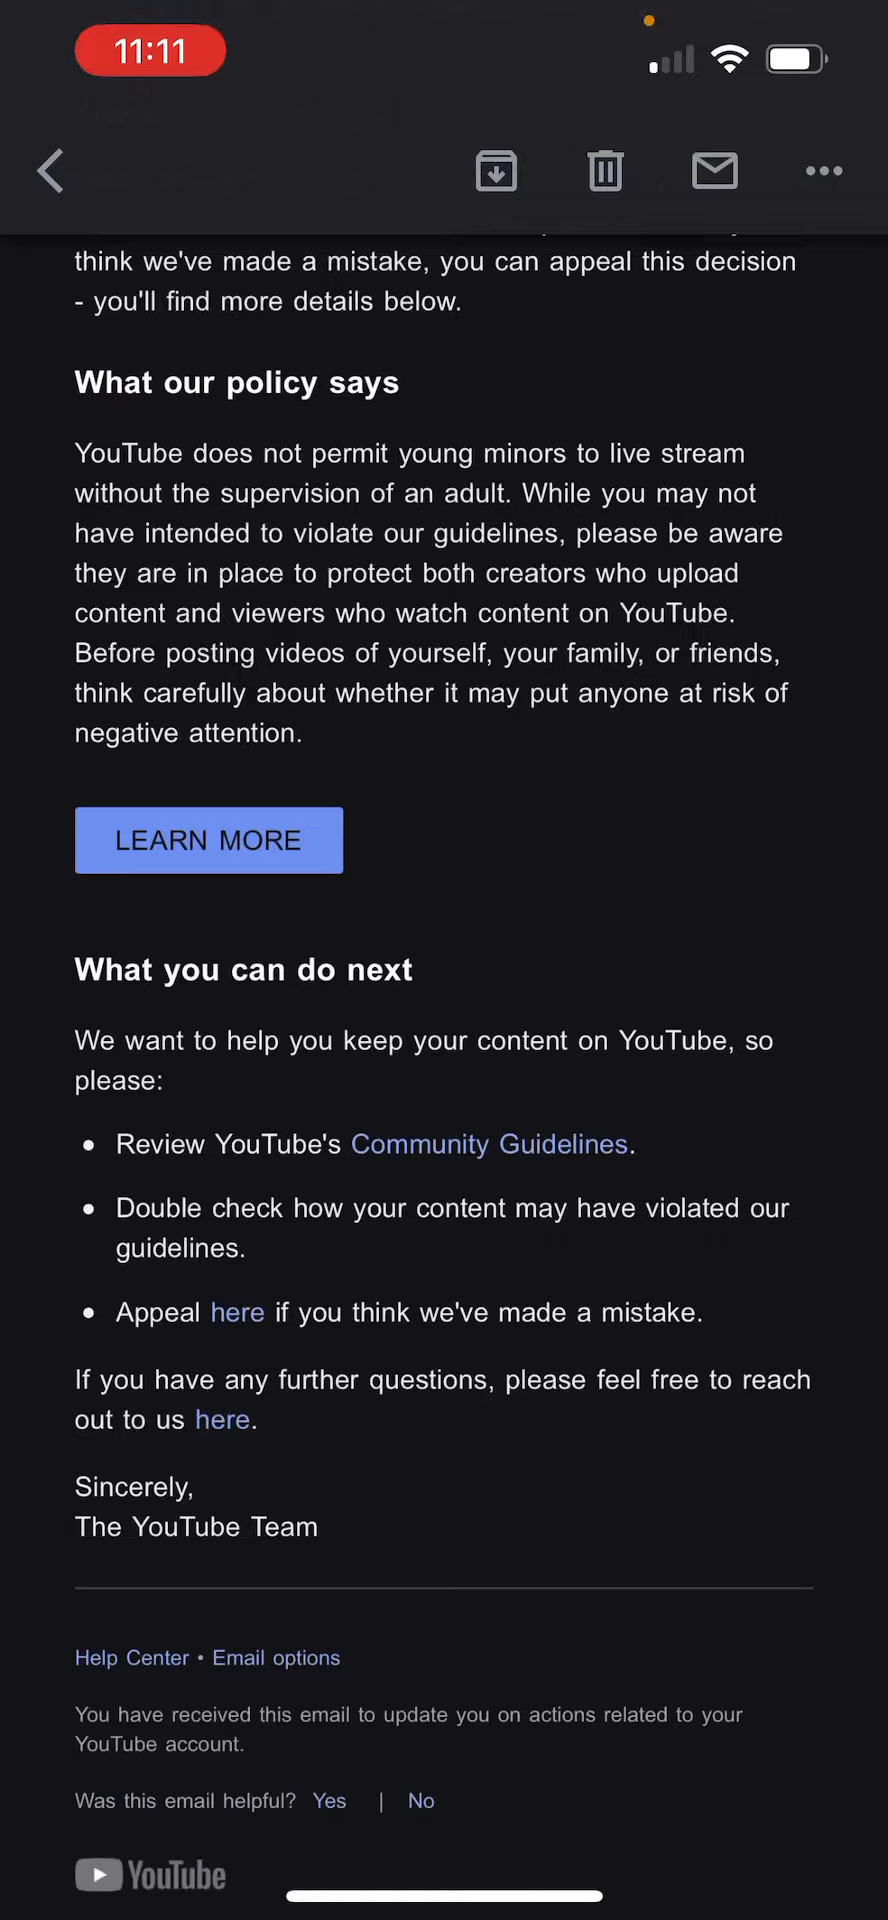 11:11
think we've made a mistake, you can appeal this decision
- you'll find more details below.
What our policy says
YouTube does not permit young minors to live stream
without the supervision of an adult. While you may not
have intended to violate our guidelines, please be aware
they are in place to protect both creators who upload
content and viewers who watch content on YouTube.
Before posting videos of yourself, your family, or friends,
think carefully about whether it may put anyone at risk of
negative attention.
LEARN MORE
What you can do next
We want to help you keep your content on YouTube, so
please:
• Review YouTube's Community Guidelines.
• Double check how your content may have violated our
guidelines.
• Appeal here if you think we've made a mistake.
If you have any further questions, please feel free to reach
out to us here.
Sincerely,
The YouTube Team
Help Center • Email options
You have received this email to update you on actions related to your
YouTube account.
Was this email helpful? Yes | No
YouTube